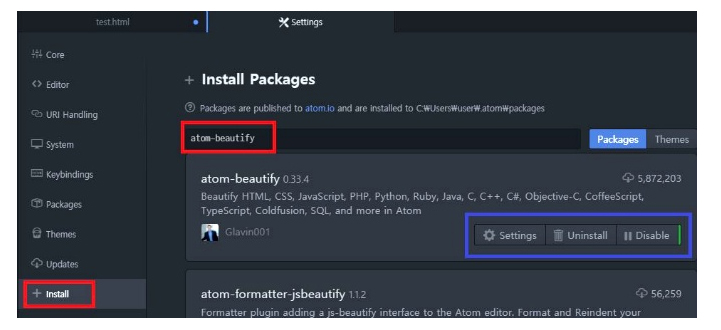 test.html
Settings
Core
Editor
URI Handling
System
Keybindings
Packages
Themes
Updates
+ Install
+ Install Packages
Packages are published to atom.io and are installed to C:₩Users₩user₩.atom₩packages
atom-beautify
Packages Themes
atom-beautify 0.33.4 5,872,203
Beautify HTML, CSS, JavaScript, PHP, Python, Ruby, Java, C, C++, C#, Objective-C, CoffeeScript,
TypeScript, Coldfusion, SQL, and more in Atom
Glavin001
Settings Uninstall Disable
atom-formatter-jsbeautify 1.1.2 56,259
Formatter plugin adding a js-beautify interface to the Atom editor. Format and Reindent your